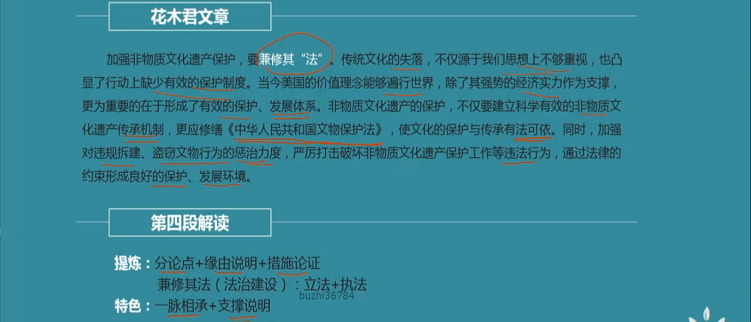 花木君文章
加强非物质文化遗产保护，要兼修其“法”。传统文化的失落，不仅源于我们思想上不够重视，也凸
显了行动上缺少有效的保护制度。当今美国的价值理念能够遍行世界，除了其强势的经济实力作为支撑，
更为重要的在于形成了有效的保护、发展体系。非物质文化遗产的保护，不仅要建立科学有效的非物质文
化遗产传承机制，更应修缮《中华人民共和国文物保护法》，使文化的保护与传承有法可依。同时，加强
对违规拆建、盗窃文物行为的惩治力度，严厉打击破坏非物质文化遗产保护工作等违法行为，通过法律的
约束形成良好的保护、发展环境。
第四段解读
提炼：分论点+缘由说明+措施论证
兼修其法（法治建设）：立法+执法
buzhi36784
特色：一脉相承+支撑说明